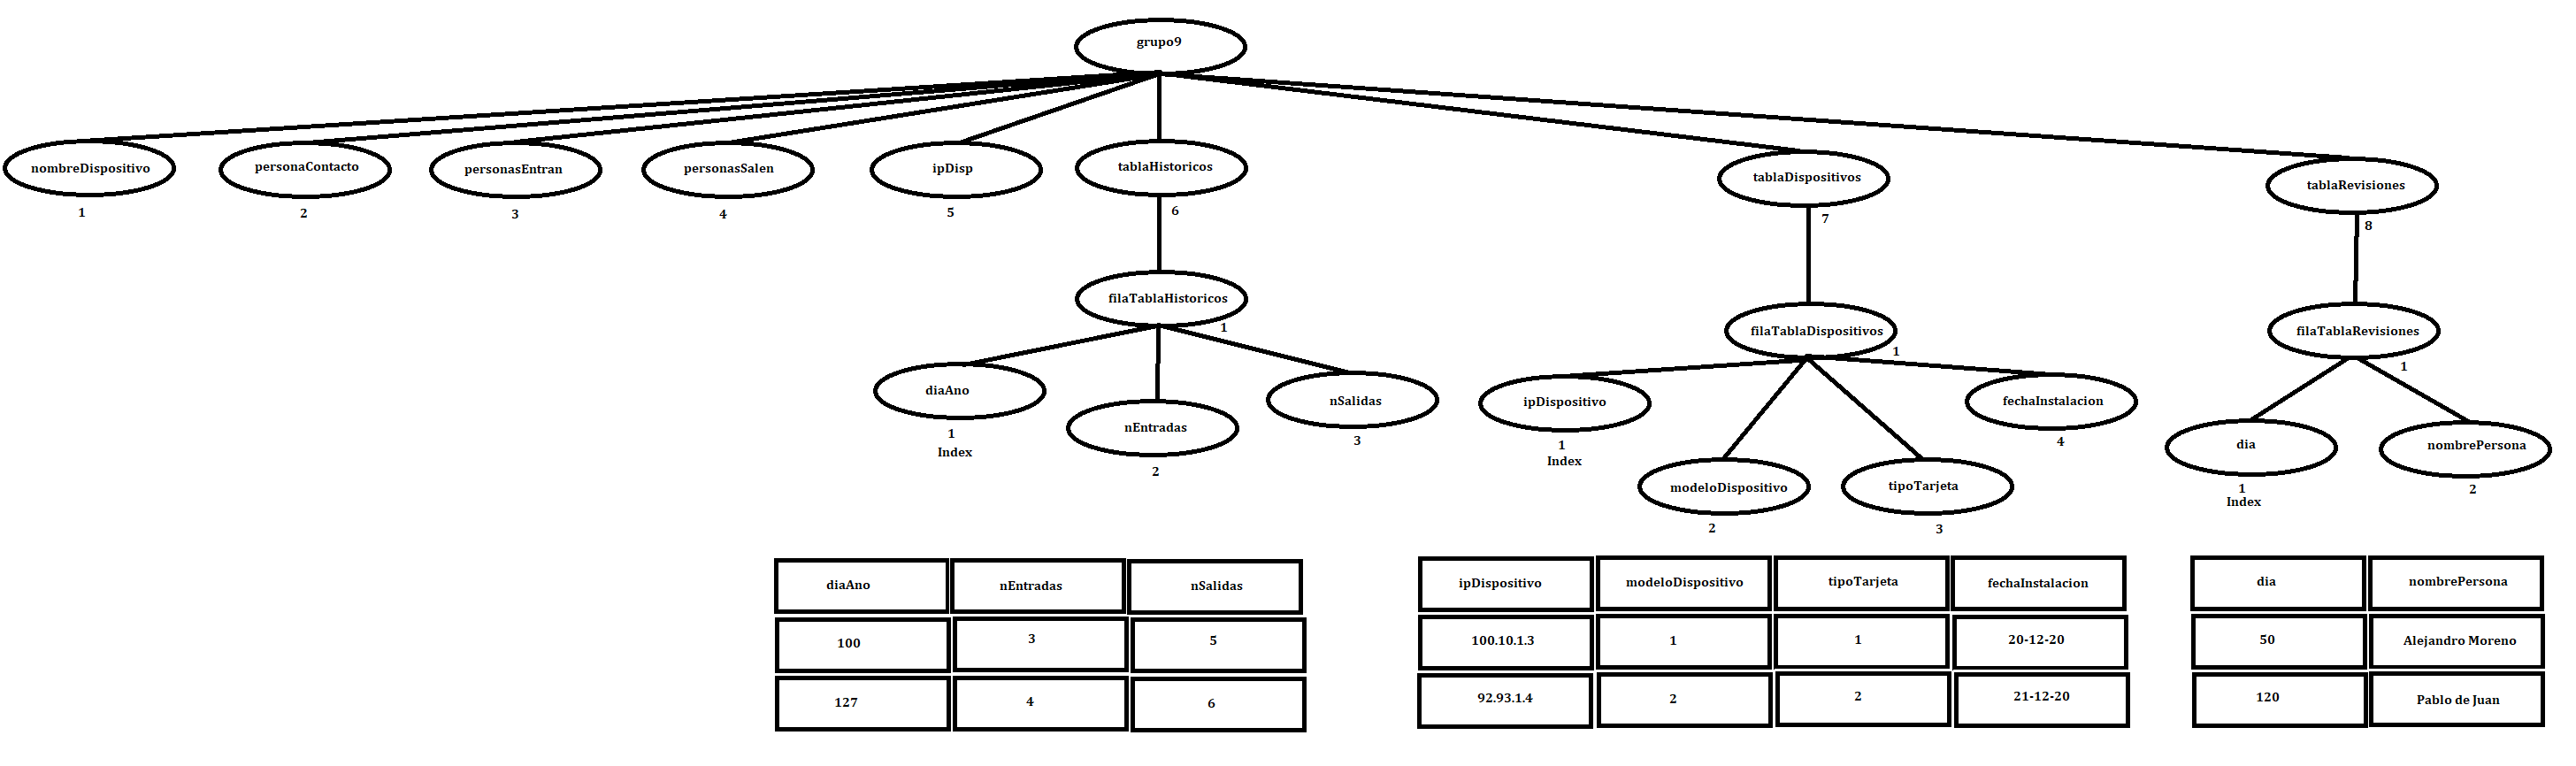 grupo9
nombreDispositivo
1
personaContacto
2
personasEntran
3
personasSalen
4
ipDisp
5
tablaHistoricos
6
tablaDispositivos
7
tablaRevisiones
8
filaTablaHistoricos
1
diaAno
1
Index
nEntradas
2
nSalidas
3
filaTablaDispositivos
1
ipDispositivo
1
Index
modeloDispositivo
2
tipoTarjeta
3
fechaInstalacion
4
filaTablaRevisiones
1
dia
1
Index
nombrePersona
2
diaAno nEntradas nSalidas
100 3 5
127 4 6
ipDispositivo modeloDispositivo tipoTarjeta fechaInstalacion
100.10.1.3 1 1 20-12-20
92.93.1.4 2 2 21-12-20
dia nombrePersona
50 Alejandro Moreno
120 Pablo de Juan